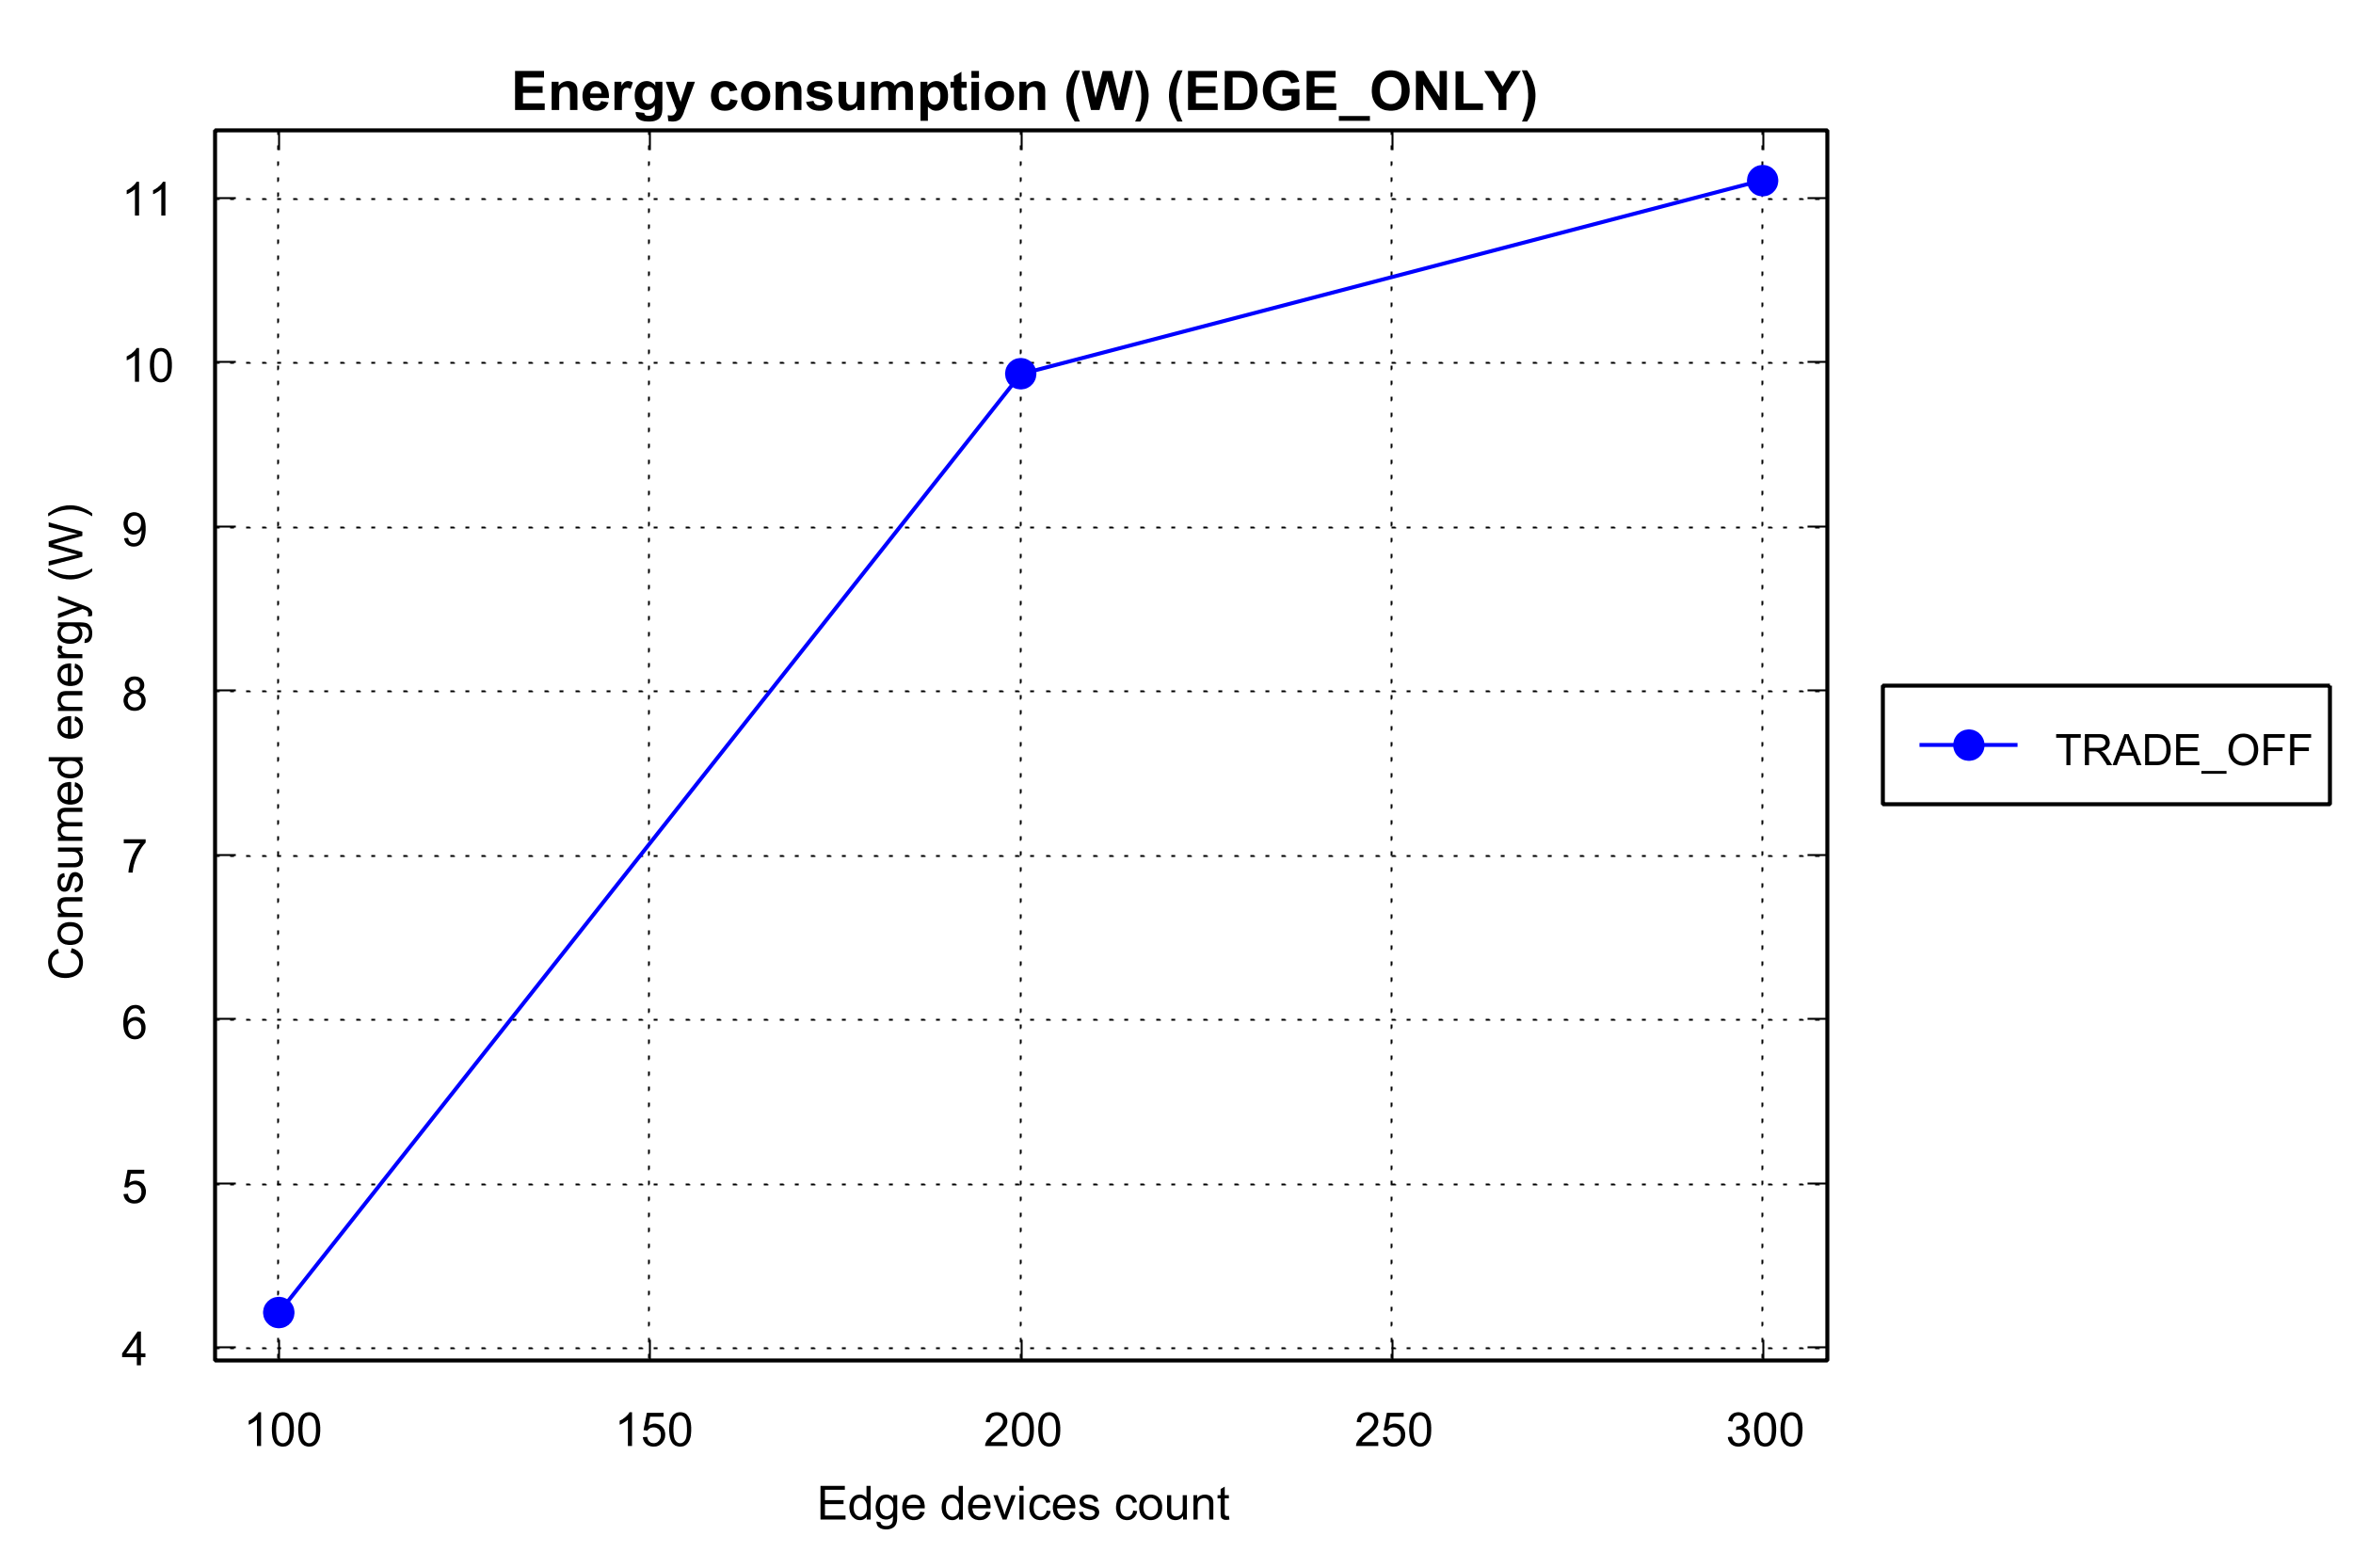 Energy consumption (W) (EDGE_ONLY)
Consumed energy (W)
11
10
9
8
7
6
5
4
100 150 200 250 300
Edge devices count
TRADE_OFF